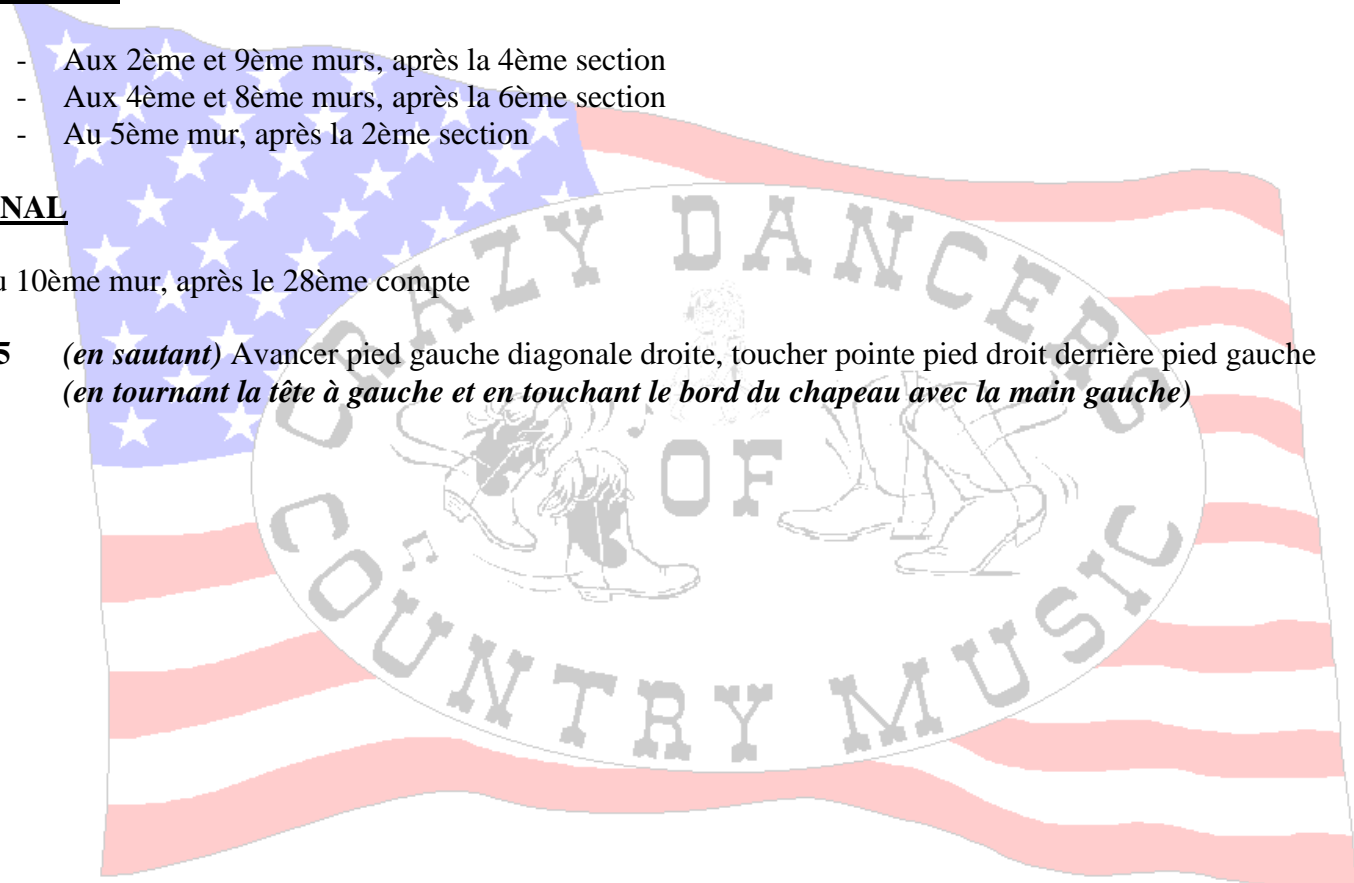 - Aux 2ème et 9ème murs, après la 4ème section
- Aux 4ème et 8ème murs, après la 6ème section
- Au 5ème mur, après la 2ème section
NAL
10ème mur, après le 28ème compte
5 (en sautant) Avancer pied gauche diagonale droite, toucher pointe pied droit derrière pied gauche
(en tournant la tête à gauche et en touchant le bord du chapeau avec la main gauche)
CRAZY DANCERS
OF
COUNTRY MUSIC